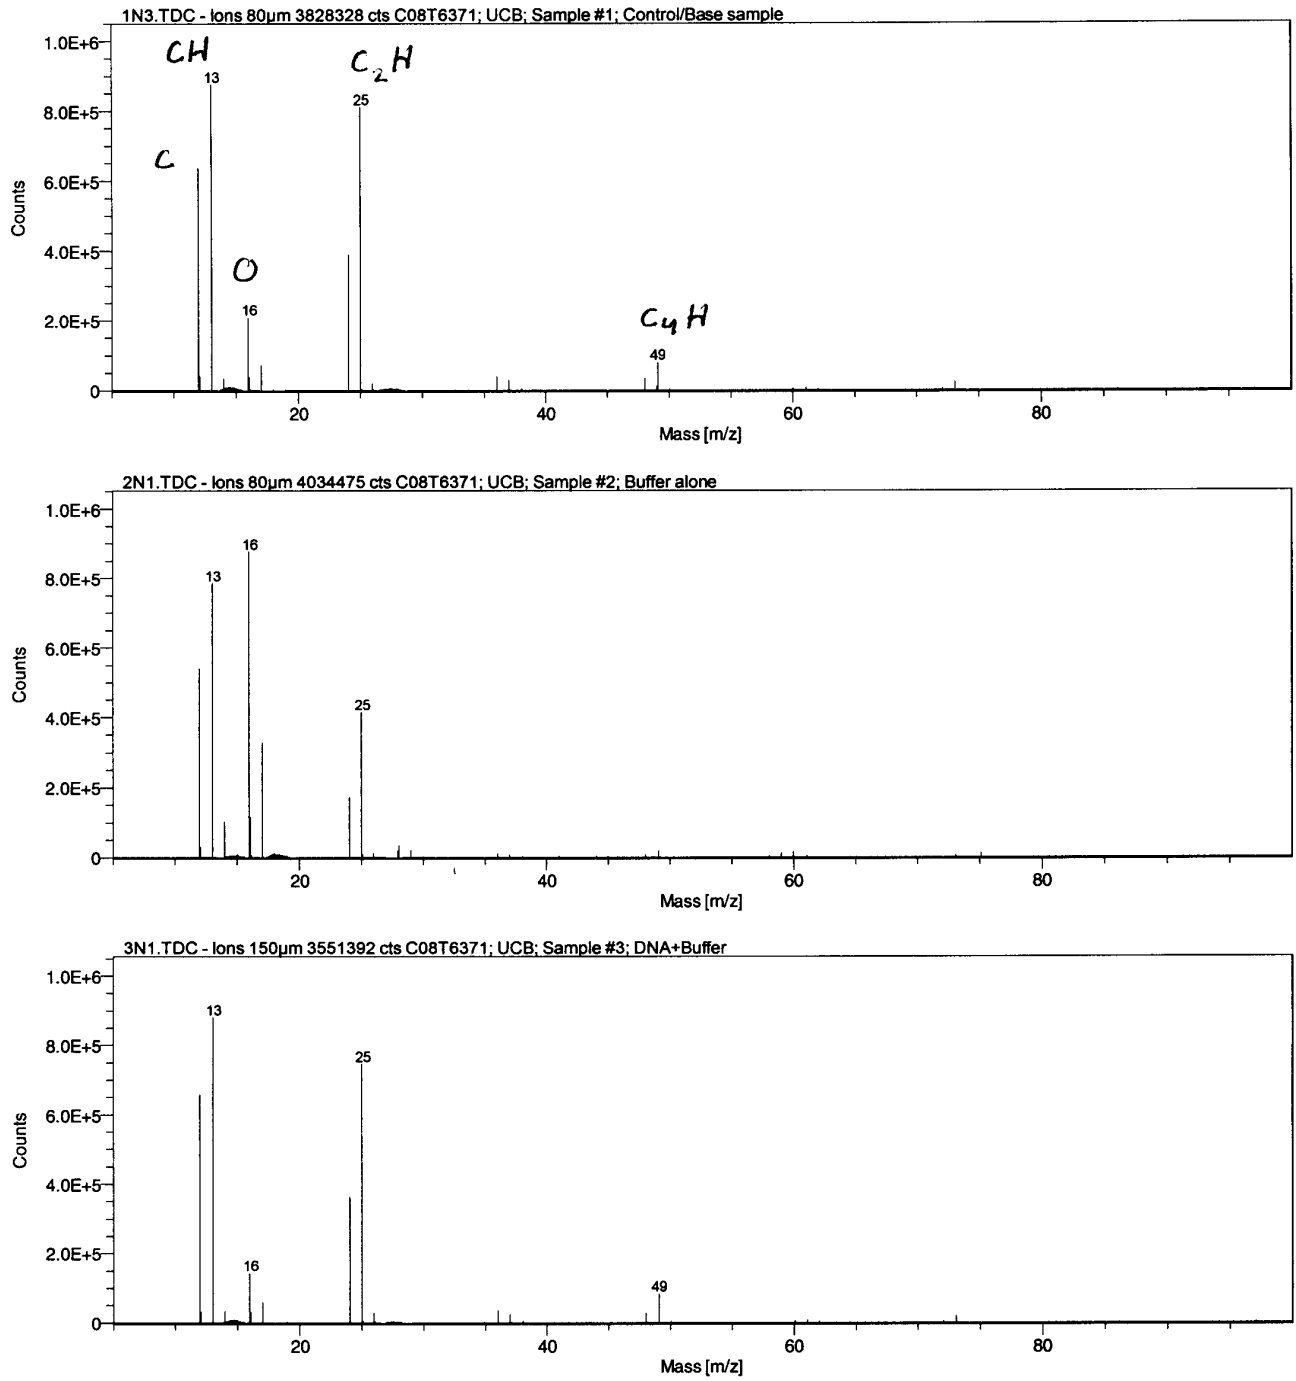 1N3.TDC - Ions 80µm 3828328 cts C08T6371; UCB; Sample #1; Control/Base sample
1.0E+6
CH
C₂H
13
25
8.0E+5
C
6.0E+5
Counts
4.0E+5
O
16
C₄H
2.0E+5
49
0
20 40 60 80
Mass [m/z]
2N1.TDC - Ions 80µm 4034475 cts C08T6371; UCB; Sample #2; Buffer alone
1.0E+6
16
13
8.0E+5
6.0E+5
Counts
25
4.0E+5
2.0E+5
0
20 40 60 80
Mass [m/z]
3N1.TDC - Ions 150µm 3551392 cts C08T6371; UCB; Sample #3; DNA+Buffer
1.0E+6
13
25
8.0E+5
6.0E+5
Counts
4.0E+5
2.0E+5
16
49
0
20 40 60 80
Mass [m/z]